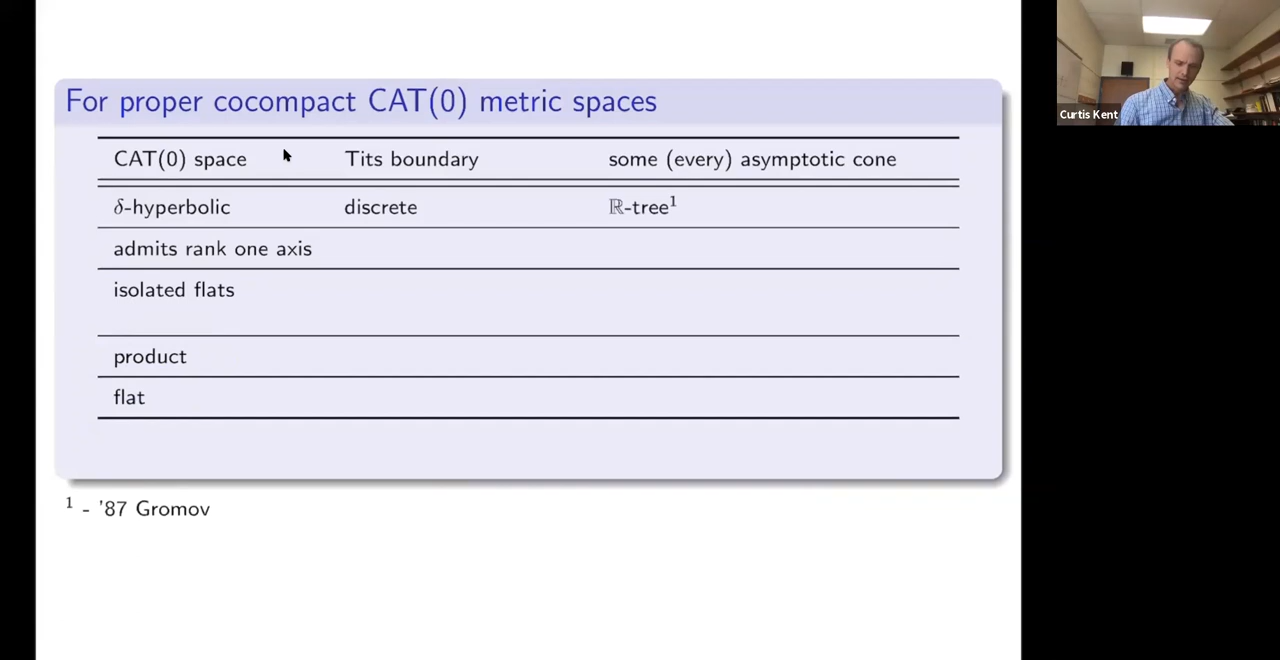 For proper cocompact CAT(0) metric spaces
CAT(0) space Tits boundary some (every) asymptotic cone
δ-hyperbolic discrete ℝ-tree¹
admits rank one axis
isolated flats
product
flat
¹ - '87 Gromov
Curtis Kent